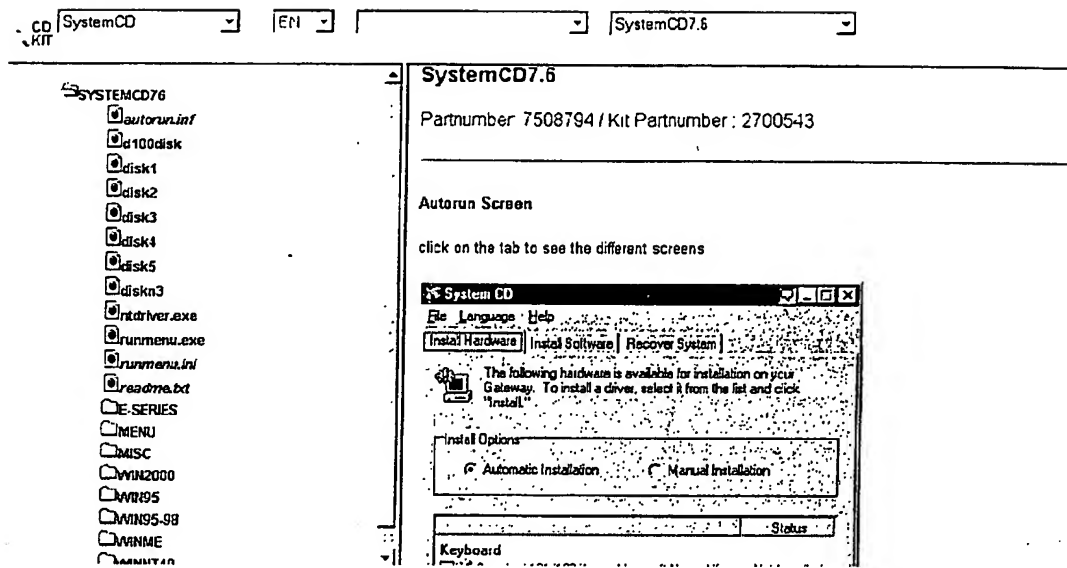 CD
KIT
SystemCD
EN
SystemCD7.6
SYSTEMCD76
autorun.inf
d100disk
disk1
disk2
disk3
disk4
disk5
diskn3
ntdriver.exe
runmenu.exe
runmenu.ini
readme.txt
E-SERIES
MENU
MISC
WIN2000
WIN95
WIN95-98
WINME
SystemCD7.6
Partnumber 7508794 / Kit Partnumber : 2700543
Autorun Screen
click on the tab to see the different screens
System CD
File Language Help
Install Hardware Install Software Recover System
The following hardware is available for installation on your
Gateway. To install a driver, select it from the list and click
"Install."
Install Options
Automatic Installation Manual Installation
Status
Keyboard